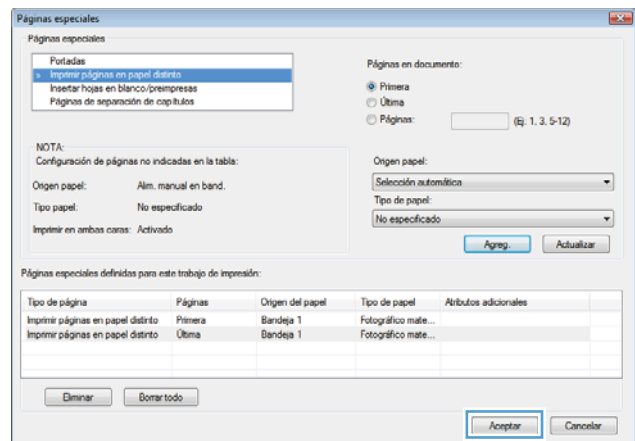 Páginas especiales
Páginas especiales
Portadas
» Imprimir páginas en papel distinto
Insertar hojas en blanco/preimpresas
Páginas de separación de capítulos
Páginas en documento:
Primera
Última
Páginas: (Ej: 1, 3, 5-12)
NOTA:
Configuración de páginas no indicadas en la tabla:
Origen papel: Alim. manual en band.
Tipo papel: No especificado
Imprimir en ambas caras: Activado
Origen papel:
Selección automática
Tipo de papel:
No especificado
Agreg. Actualizar
Páginas especiales definidas para este trabajo de impresión:
Tipo de página Páginas Origen del papel Tipo de papel Atributos adicionales
Imprimir páginas en papel distinto Primera Bandeja 1 Fotográfico mate...
Imprimir páginas en papel distinto Última Bandeja 1 Fotográfico mate...
Eliminar Borrar todo
Aceptar Cancelar